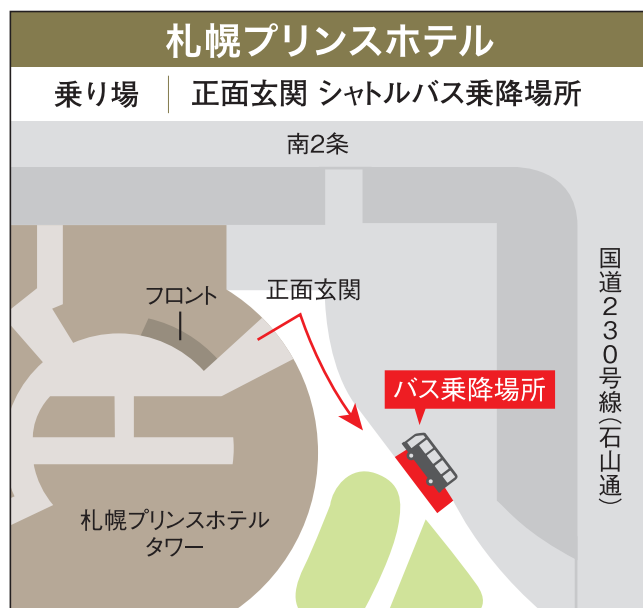 札幌プリンスホテル
乗り場 正面玄関 シャトルバス乗降場所
南2条
フロント
正面玄関
バス乗降場所
国道230号線(石山通)
札幌プリンスホテル
タワー